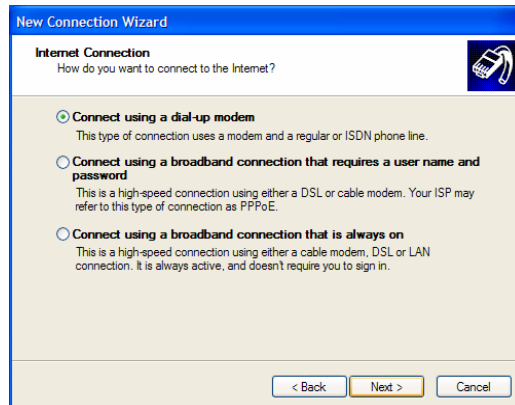 New Connection Wizard
Internet Connection
How do you want to connect to the Internet?
Connect using a dial-up modem
This type of connection uses a modem and a regular or ISDN phone line.
Connect using a broadband connection that requires a user name and
password
This is a high-speed connection using either a DSL or cable modem. Your ISP may
refer to this type of connection as PPPoE.
Connect using a broadband connection that is always on
This is a high-speed connection using either a cable modem, DSL or LAN
connection. It is always active, and doesn't require you to sign in.
< Back Next > Cancel